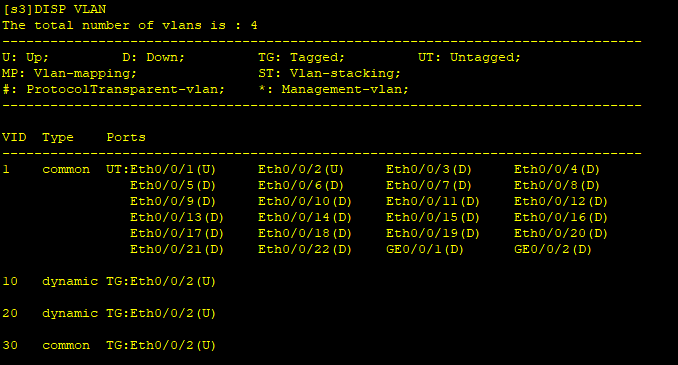 [s3]DISP VLAN
The total number of vlans is : 4
--------------------------------------------------------------------------------
U: Up;         D: Down;         TG: Tagged;         UT: Untagged;
MP: Vlan-mapping;               ST: Vlan-stacking;
#: ProtocolTransparent-vlan;    *: Management-vlan;
--------------------------------------------------------------------------------
VID  Type    Ports
--------------------------------------------------------------------------------
1    common  UT:Eth0/0/1(U)     Eth0/0/2(U)     Eth0/0/3(D)     Eth0/0/4(D)
                Eth0/0/5(D)     Eth0/0/6(D)     Eth0/0/7(D)     Eth0/0/8(D)
                Eth0/0/9(D)     Eth0/0/10(D)    Eth0/0/11(D)    Eth0/0/12(D)
                Eth0/0/13(D)    Eth0/0/14(D)    Eth0/0/15(D)    Eth0/0/16(D)
                Eth0/0/17(D)    Eth0/0/18(D)    Eth0/0/19(D)    Eth0/0/20(D)
                Eth0/0/21(D)    Eth0/0/22(D)    GE0/0/1(D)      GE0/0/2(D)
10   dynamic TG:Eth0/0/2(U)
20   dynamic TG:Eth0/0/2(U)
30   common  TG:Eth0/0/2(U)